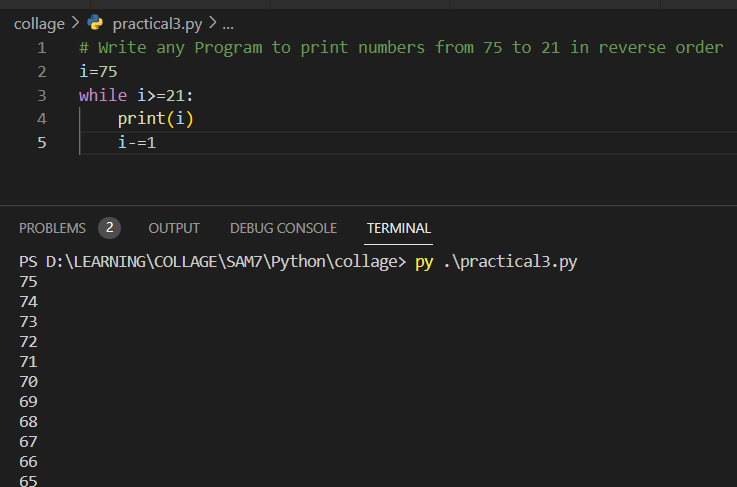 collage > practical3.py > ...
1 # Write any Program to print numbers from 75 to 21 in reverse order
2 i=75
3 while i>=21:
4     print(i)
5     i-=1
PROBLEMS 2 OUTPUT DEBUG CONSOLE TERMINAL
PS D:\LEARNING\COLLAGE\SAM7\Python\collage> py .\practical3.py
75
74
73
72
71
70
69
68
67
66
65